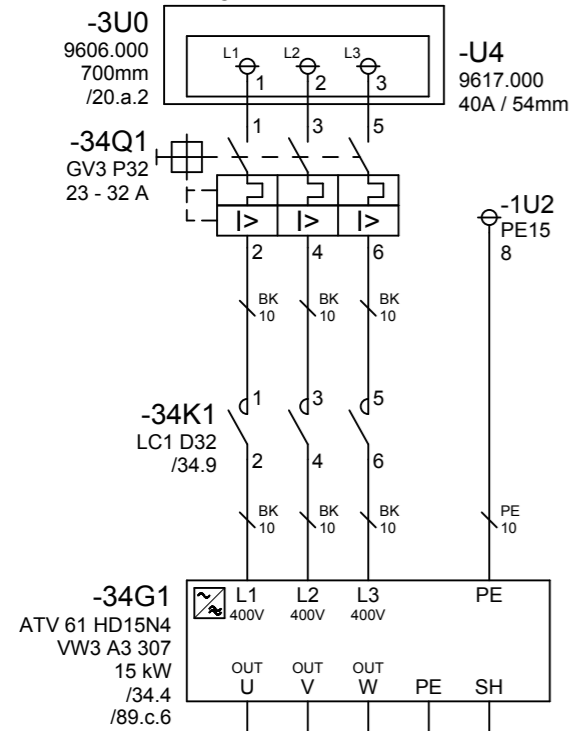 -3U0
9606.000
700mm
/20.a.2
L1 L2 L3
1 2 3
-U4
9617.000
40A / 54mm
-34Q1
GV3 P32
23 - 32 A
1 3 5
I> I> I>
2 4 6
-1U2
PE15
8
BK
10
BK
10
BK
10
-34K1
LC1 D32
/34.9
1 3 5
2 4 6
BK
10
BK
10
BK
10
PE
10
-34G1
ATV 61 HD15N4
VW3 A3 307
15 kW
/34.4
/89.c.6
L1 L2 L3 PE
400V 400V 400V
OUT OUT OUT
U V W PE SH